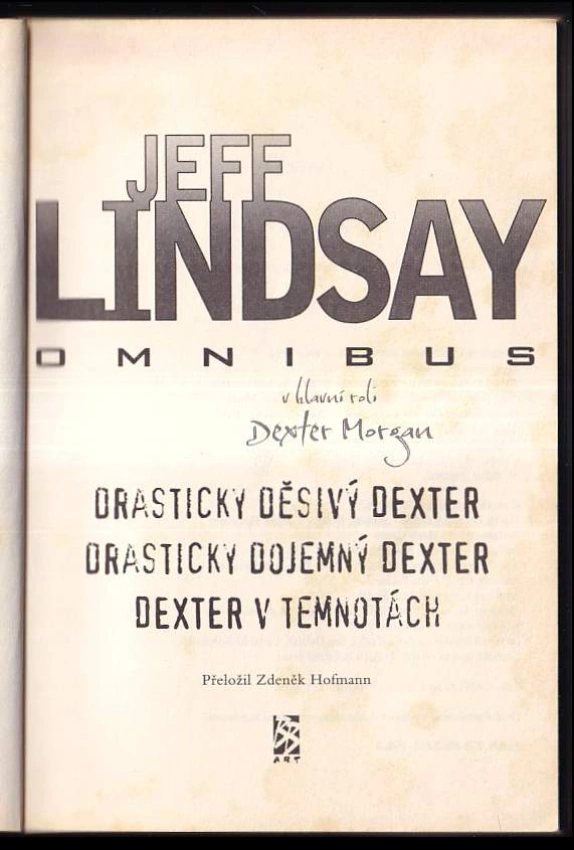 JEFF
LINDSAY
OMNIBUS
v hlavní roli
Dexter Morgan
DRASTICKY DĚSIVÝ DEXTER
DRASTICKY DOJEMNÝ DEXTER
DEXTER V TEMNOTÁCH
Přeložil Zdeněk Hofmann
BB
ART